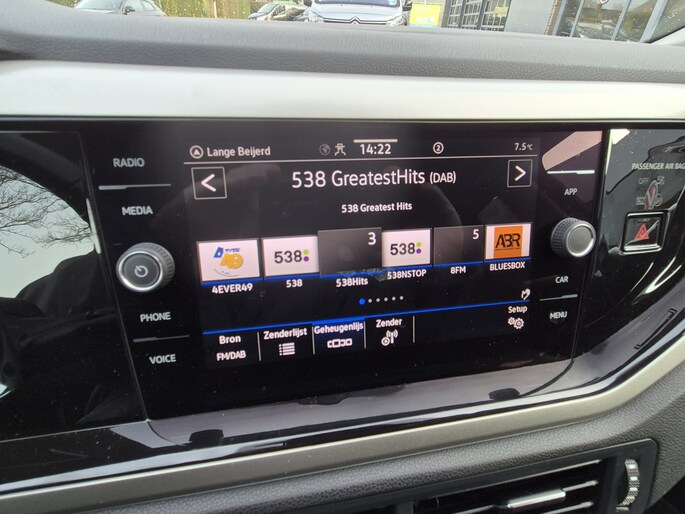 RADIO
MEDIA
PHONE
VOICE
Lange Beijerd
14:22
2
7.5°C
538 GreatestHits (DAB)
538 Greatest Hits
3
5
538
538
ABR
4EVER49
538
538Hits
538NSTOP
8FM
BLUESBOX
Bron
FM/DAB
Zenderlijst
Geheugenlijs
Zender
Setup
APP
CAR
MENU
PASSENGER AIR BAG